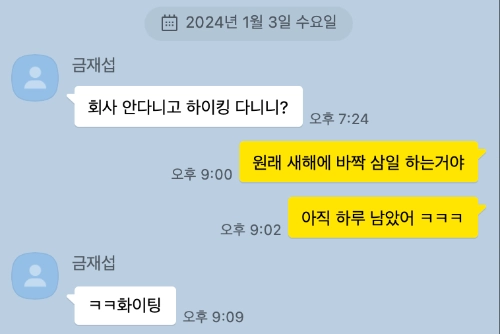 2024년 1월 3일 수요일
금재섭
회사 안다니고 하이킹 다니니?
오후 7:24
원래 새해에 바짝 삼일 하는거야
오후 9:00
아직 하루 남았어 ㅋㅋㅋ
오후 9:02
금재섭
ㅋㅋ화이팅
오후 9:09